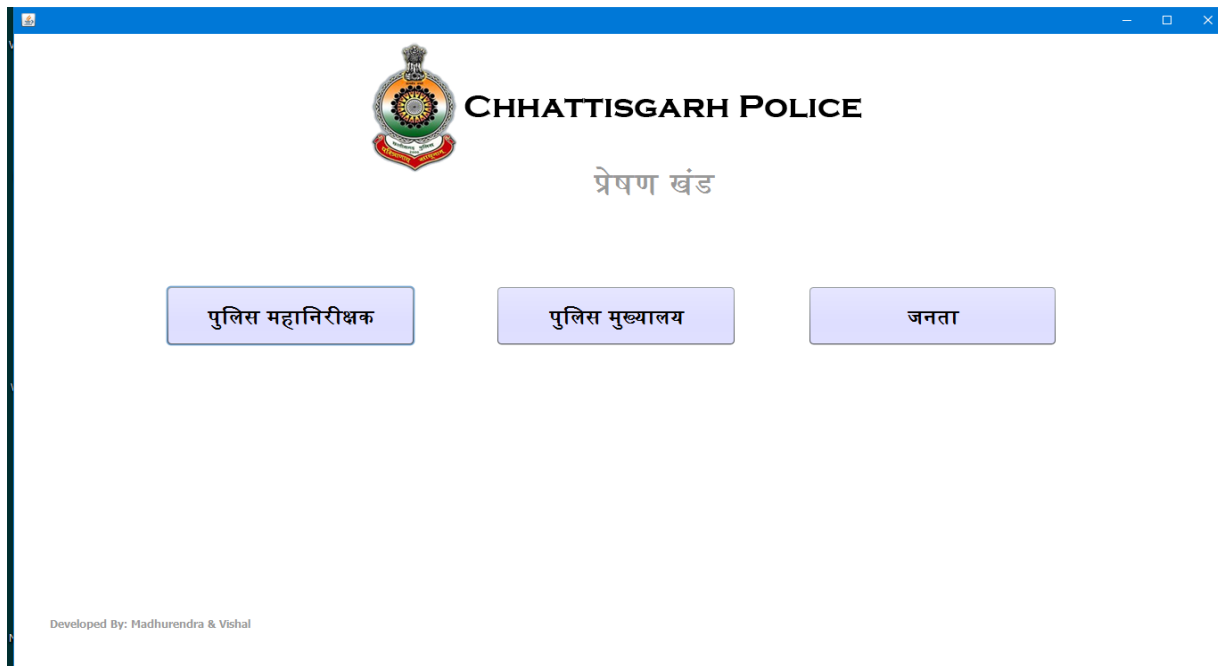 CHHATTISGARH POLICE
प्रेषण खंड
पुलिस महानिरीक्षक
पुलिस मुख्यालय
जनता
Developed By: Madhurendra & Vishal